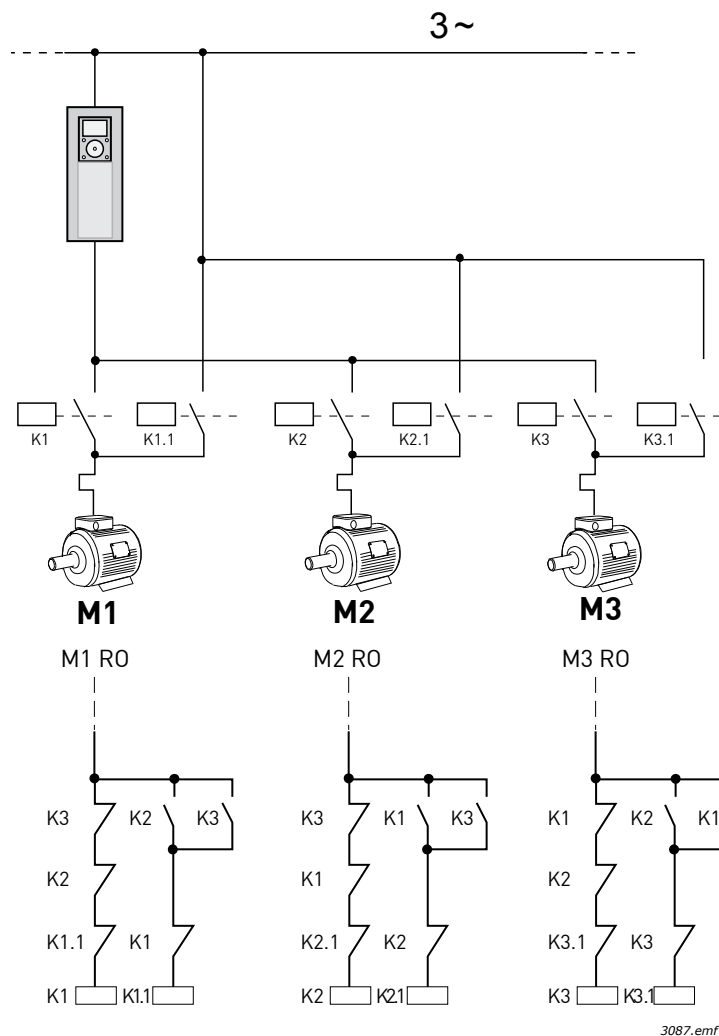 3~
K1 K1.1 K2 K2.1 K3 K3.1
M1 M2 M3
M1 RO M2 RO M3 RO
K3 K2 K3 K3 K1 K3 K1 K2 K1
K2 K1 K2
K1.1 K1 K2.1 K2 K3.1 K3
K1 K1.1 K2 K2.1 K3 K3.1
3087.emf